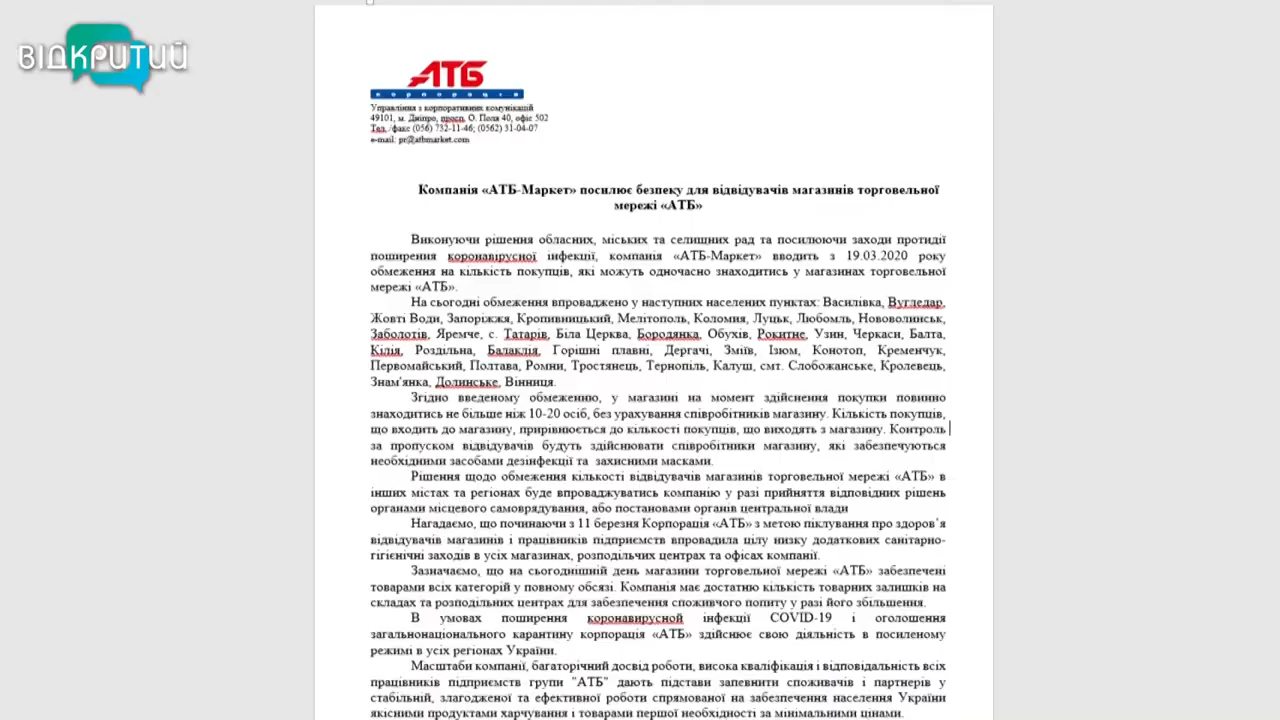 ВІДКРИТИЙ
АТБ
корпорація
Управління з корпоративних комунікацій
49101, м. Дніпро, просп. О. Поля 40, офіс 502
Тел./факс (056) 732-11-46; (0562) 31-04-07
e-mail: pr@atbmarket.com
Компанія «АТБ-Маркет» посилює безпеку для відвідувачів магазинів торговельної
мережі «АТБ»
Виконуючи рішення обласних, міських та селищних рад та посилюючи заходи протидії
поширення коронавірусної інфекції, компанія «АТБ-Маркет» вводить з 19.03.2020 року
обмеження на кількість покупців, які можуть одночасно знаходитись у магазинах торговельної
мережі «АТБ».
На сьогодні обмеження впроваджено у наступних населених пунктах: Василівка, Вугледар,
Жовті Води, Запоріжжя, Кропивницький, Мелітополь, Коломия, Луцьк, Любомль, Нововолинськ,
Заболотів, Яремче, с. Татарів, Біла Церква, Бородянка, Обухів, Рокитне, Узин, Черкаси, Балта,
Кілія, Роздільна, Балаклія, Горішні плавні, Дергачі, Зміїв, Ізюм, Конотоп, Кременчук,
Первомайський, Полтава, Ромни, Тростянець, Тернопіль, Калуш, смт. Слобожанське, Кролевець,
Знам'янка, Долинське, Вінниця.
Згідно введеному обмеженню, у магазині на момент здійснення покупки повинно
знаходитись не більше ніж 10-20 осіб, без урахування співробітників магазину. Кількість покупців,
що входить до магазину, прирівнюється до кількості покупців, що виходять з магазину. Контроль
за пропуском відвідувачів будуть здійснювати співробітники магазину, які забезпечуються
необхідними засобами дезінфекції та захисними масками.
Рішення щодо обмеження кількості відвідувачів магазинів торговельної мережі «АТБ» в
інших містах та регіонах буде впроваджуватись компанією у разі прийняття відповідних рішень
органами місцевого самоврядування, або постановами органів центральної влади
Нагадаємо, що починаючи з 11 березня Корпорація «АТБ» з метою піклування про здоров’я
відвідувачів магазинів і працівників підприємств впровадила цілу низку додаткових санітарно-
гігієнічні заходів в усіх магазинах, розподільчих центрах та офісах компанії.
Зазначаємо, що на сьогоднішній день магазини торговельної мережі «АТБ» забезпечені
товарами всіх категорій у повному обсязі. Компанія має достатню кількість товарних залишків на
складах та розподільних центрах для забезпечення споживчого попиту у разі його збільшення.
В умовах поширення коронавирусной інфекції COVID-19 і оголошення
загальнонаціонального карантину корпорація «АТБ» здійснює свою діяльність в посиленому
режимі в усіх регіонах України.
Масштаби компанії, багаторічний досвід роботи, висока кваліфікація і відповідальність всіх
працівників підприємств групи "АТБ" дають підстави запевнити споживачів і партнерів у
стабільній, злагодженої та ефективної роботи спрямованої на забезпечення населення України
якісними продуктами харчування і товарами першої необхідності за мінімальними цінами.